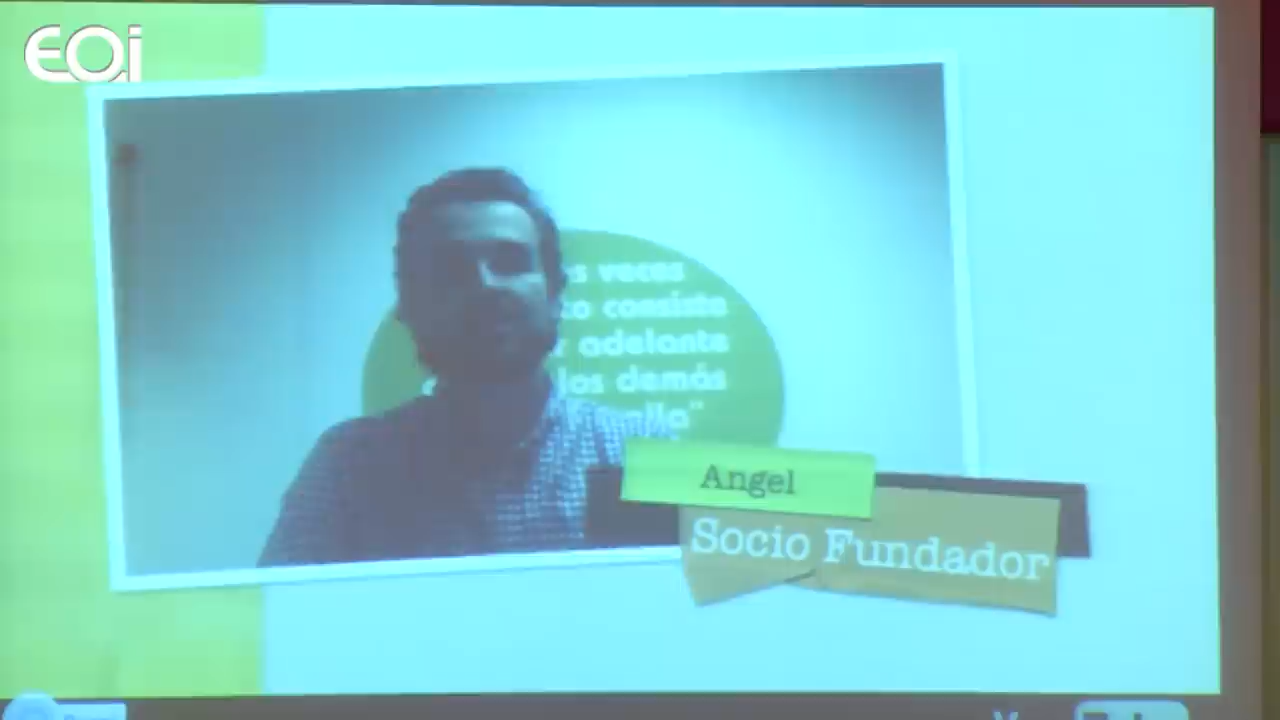 EOi
veces
consiste
adelante
los demás
Angel
Socio Fundador